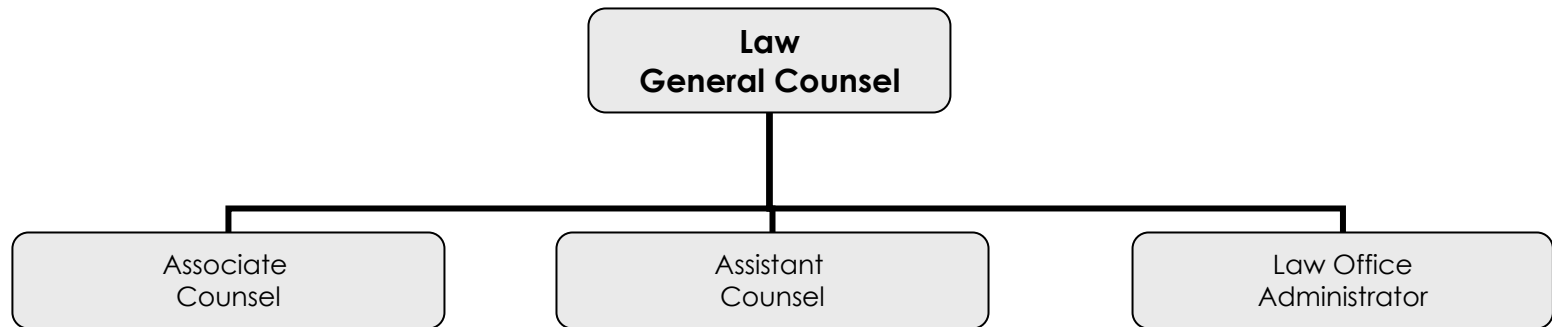 Law
General Counsel
Associate
Counsel
Assistant
Counsel
Law Office
Administrator